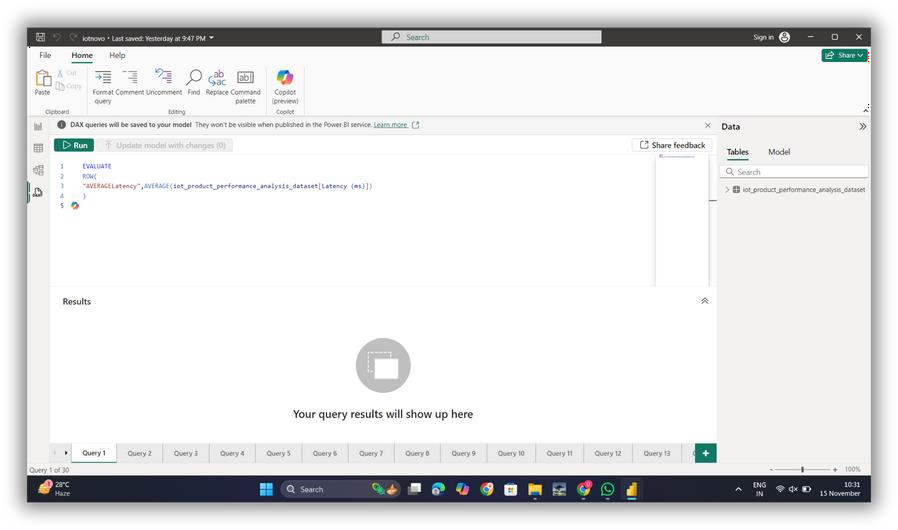 iotnovo • Last saved: Yesterday at 9:47 PM
Search
Sign in
File
Home
Help
Share
Paste
Cut
Copy
Format query
Comment
Uncomment
Find
Replace
Command palette
Copilot (preview)
Clipboard
Editing
Copilot
DAX queries will be saved to your model They won't be visible when published in the Power BI service. Learn more
Run
Update model with changes (0)
Share feedback
1 EVALUATE
2 ROW(
3 "AVERAGELatency",AVERAGE(iot_product_performance_analysis_dataset[Latency (ms)])
4 )
5
Data
Tables
Model
Search
iot_product_performance_analysis_dataset
Results
Your query results will show up here
Query 1
Query 2
Query 3
Query 4
Query 5
Query 6
Query 7
Query 8
Query 9
Query 10
Query 11
Query 12
Query 13
Query 1 of 30
100%
28°C
Haze
Search
ENG
IN
10:31
15 November